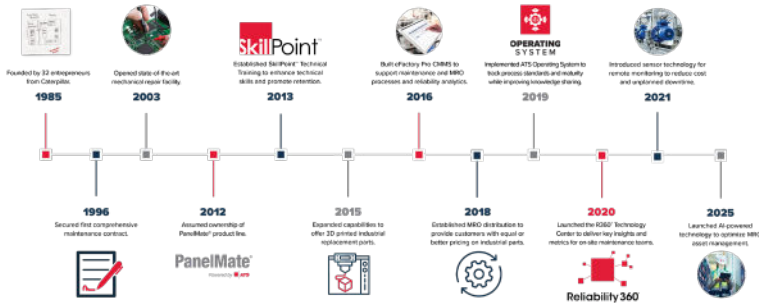 Founded by 32 entrepreneurs
from Caterpillar.
1985
Opened state-of-the-art
mechanical repair facility.
2003
SkillPoint™
Established SkillPoint™ Technical
Training to enhance technical
skills and promote retention.
2013
Built eFactory Pro CMMS to
support maintenance and MRO
processes and reliability analytics.
2016
OPERATING
SYSTEM
Implemented ATS Operating System to
track process standards and maturity
while improving knowledge sharing.
2019
Introduced sensor technology for
remote monitoring to reduce cost
and unplanned downtime.
2021
1996
Secured first comprehensive
maintenance contract.
2012
Assumed ownership of
PanelMate® product line.
PanelMate®
Powered by ATS
2015
Expanded capabilities to
offer 3D printed industrial
replacement parts.
2018
Established MRO distribution to
provide customers with equal or
better pricing on industrial parts.
2020
Launched the R360® Technology
Center to deliver key insights and
metrics for on-site maintenance teams.
Reliability360®
2025
Launched AI-powered
technology to optimize MRO
asset management.